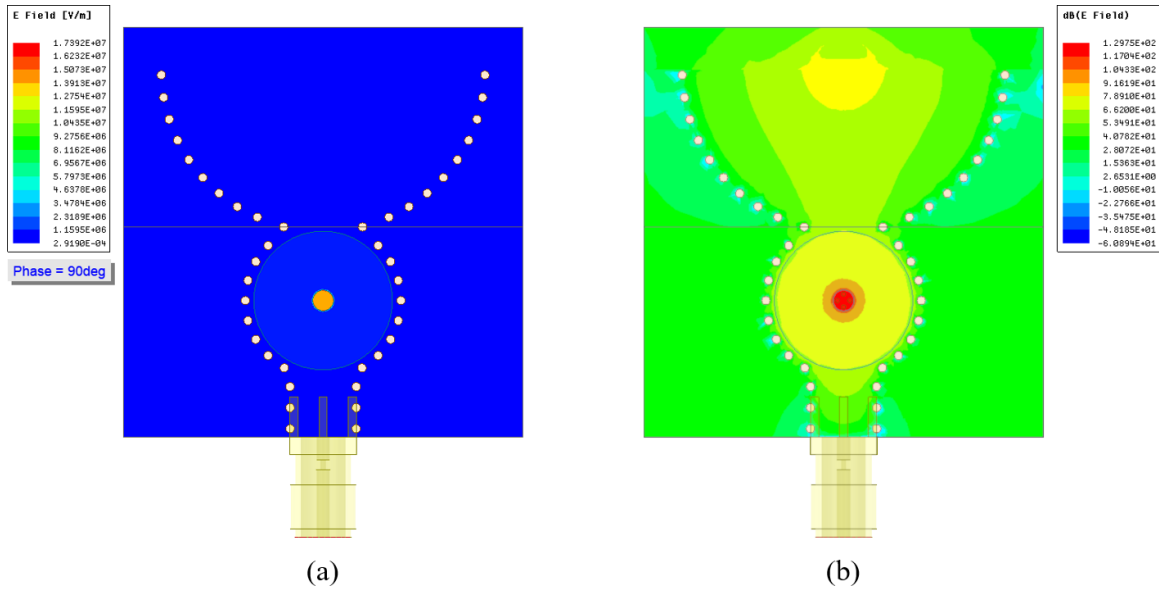 E Field [V/m]
1.7392E+07
1.6232E+07
1.5073E+07
1.3913E+07
1.2754E+07
1.1595E+07
1.0435E+07
9.2756E+06
8.1162E+06
6.9567E+06
5.7973E+06
4.6378E+06
3.4784E+06
2.3189E+06
1.1595E+06
2.9190E-04
Phase = 90deg
(a)
dB(E Field)
1.2975E+02
1.1704E+02
1.0433E+02
9.1619E+01
7.8910E+01
6.6200E+01
5.3491E+01
4.0782E+01
2.8072E+01
1.5363E+01
2.6531E+00
-1.0056E+01
-2.2766E+01
-3.5475E+01
-4.8185E+01
-6.0894E+01
(b)